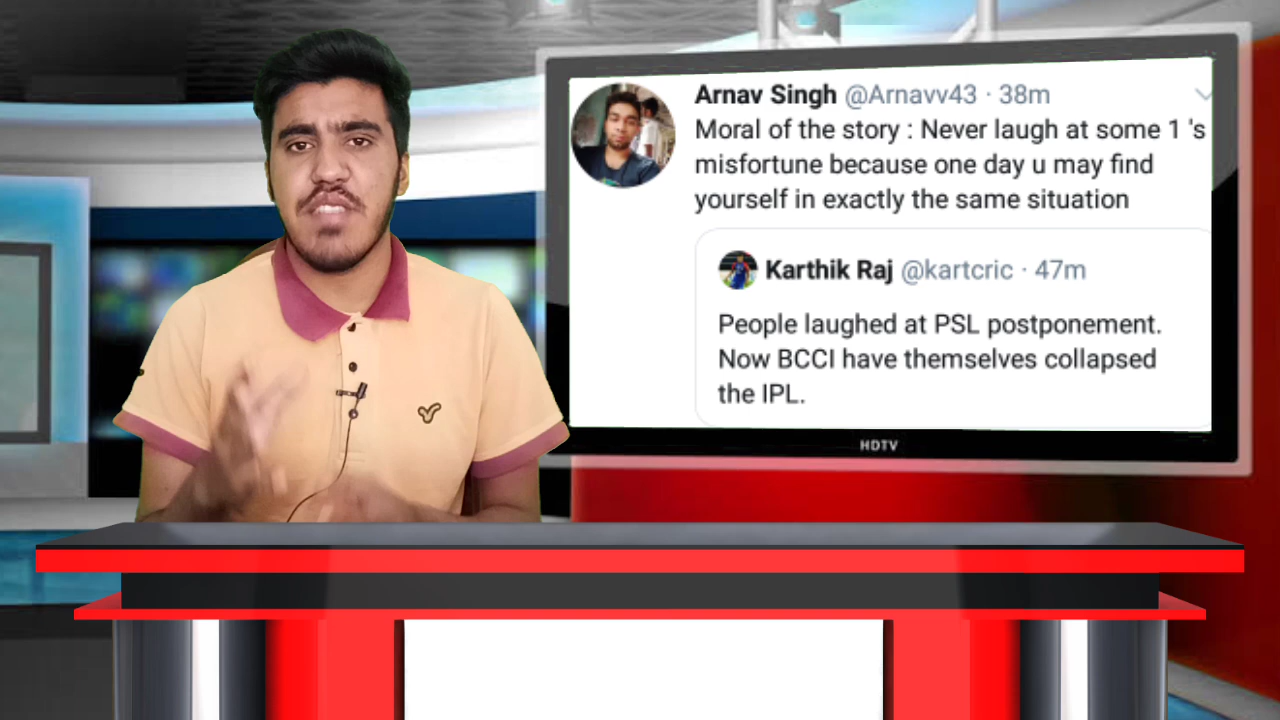 Arnav Singh @Arnavv43 · 38m
Moral of the story : Never laugh at some 1 's
misfortune because one day u may find
yourself in exactly the same situation
Karthik Raj @kartcric · 47m
People laughed at PSL postponement.
Now BCCI have themselves collapsed
the IPL.
HDTV